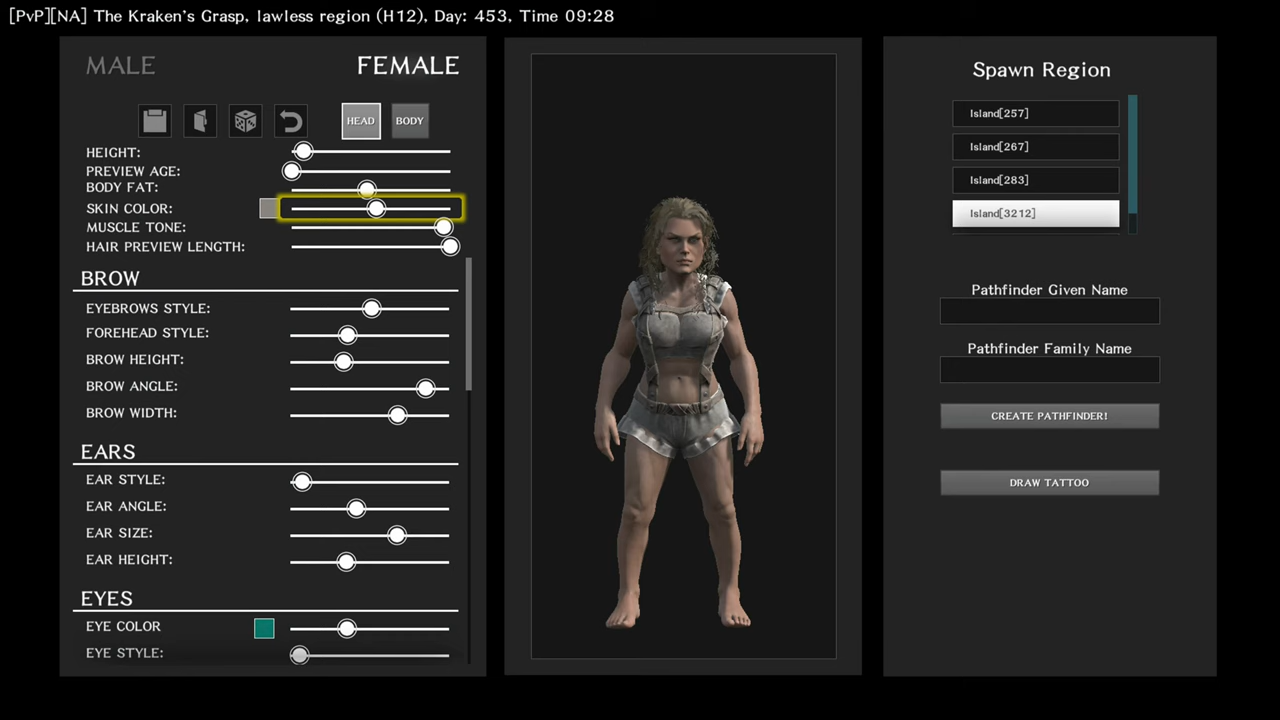 [PvP][NA] The Kraken's Grasp, lawless region (H12), Day: 453, Time 09:28
MALE
FEMALE
HEAD
BODY
HEIGHT:
PREVIEW AGE:
BODY FAT:
SKIN COLOR:
MUSCLE TONE:
HAIR PREVIEW LENGTH:
BROW
EYEBROWS STYLE:
FOREHEAD STYLE:
BROW HEIGHT:
BROW ANGLE:
BROW WIDTH:
EARS
EAR STYLE:
EAR ANGLE:
EAR SIZE:
EAR HEIGHT:
EYES
EYE COLOR
EYE STYLE:
Spawn Region
Island[257]
Island[267]
Island[283]
Island[3212]
Pathfinder Given Name
Pathfinder Family Name
CREATE PATHFINDER!
DRAW TATTOO